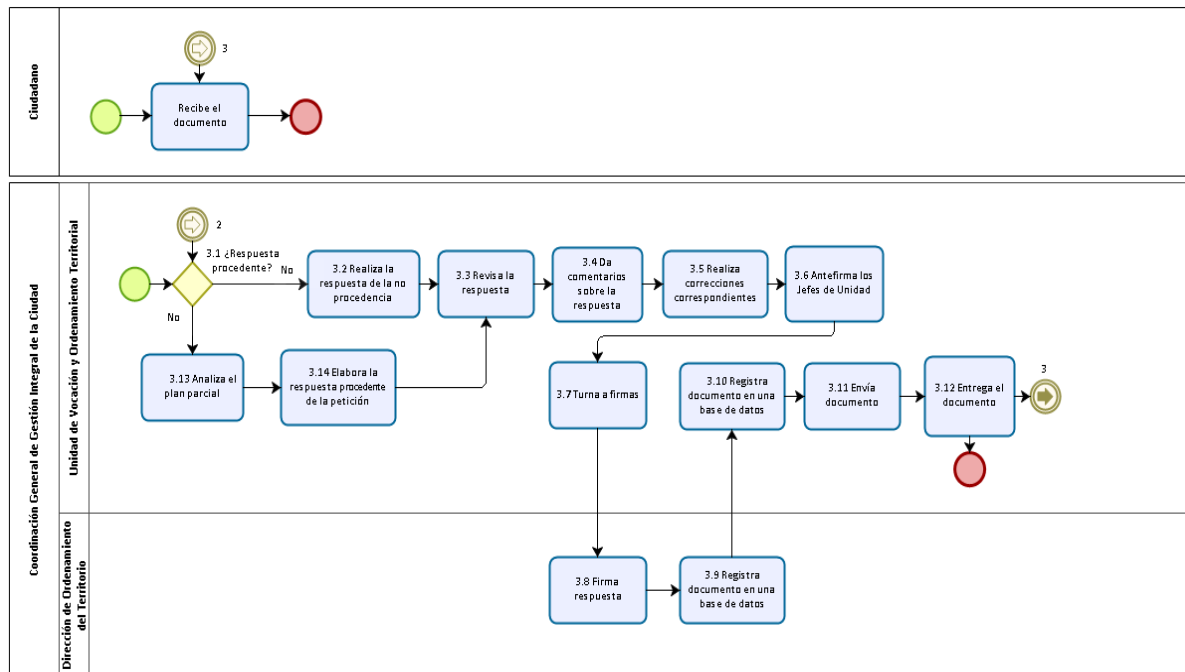 Ciudadano
3
Recibe el
documento
Coordinación General de Gestión Integral de la Ciudad
Unidad de Vocación y Ordenamiento Territorial
2
3.1 ¿Respuesta
procedente?
No
No
3.2 Realiza la
respuesta de la no
procedencia
3.3 Revisa la
respuesta
3.4 Da
comentarios
sobre la
respuesta
3.5 Realiza
correcciones
correspondientes
3.6 Antefirma los
Jefes de Unidad
3.13 Analiza el
plan parcial
3.14 Elabora la
respuesta procedente
de la petición
3.7 Turna a firmas
3.10 Registra
documento en una
base de datos
3.11 Envía
documento
3.12 Entrega el
documento
3
Dirección de Ordenamiento
del Territorio
3.8 Firma
respuesta
3.9 Registra
documento en una
base de datos